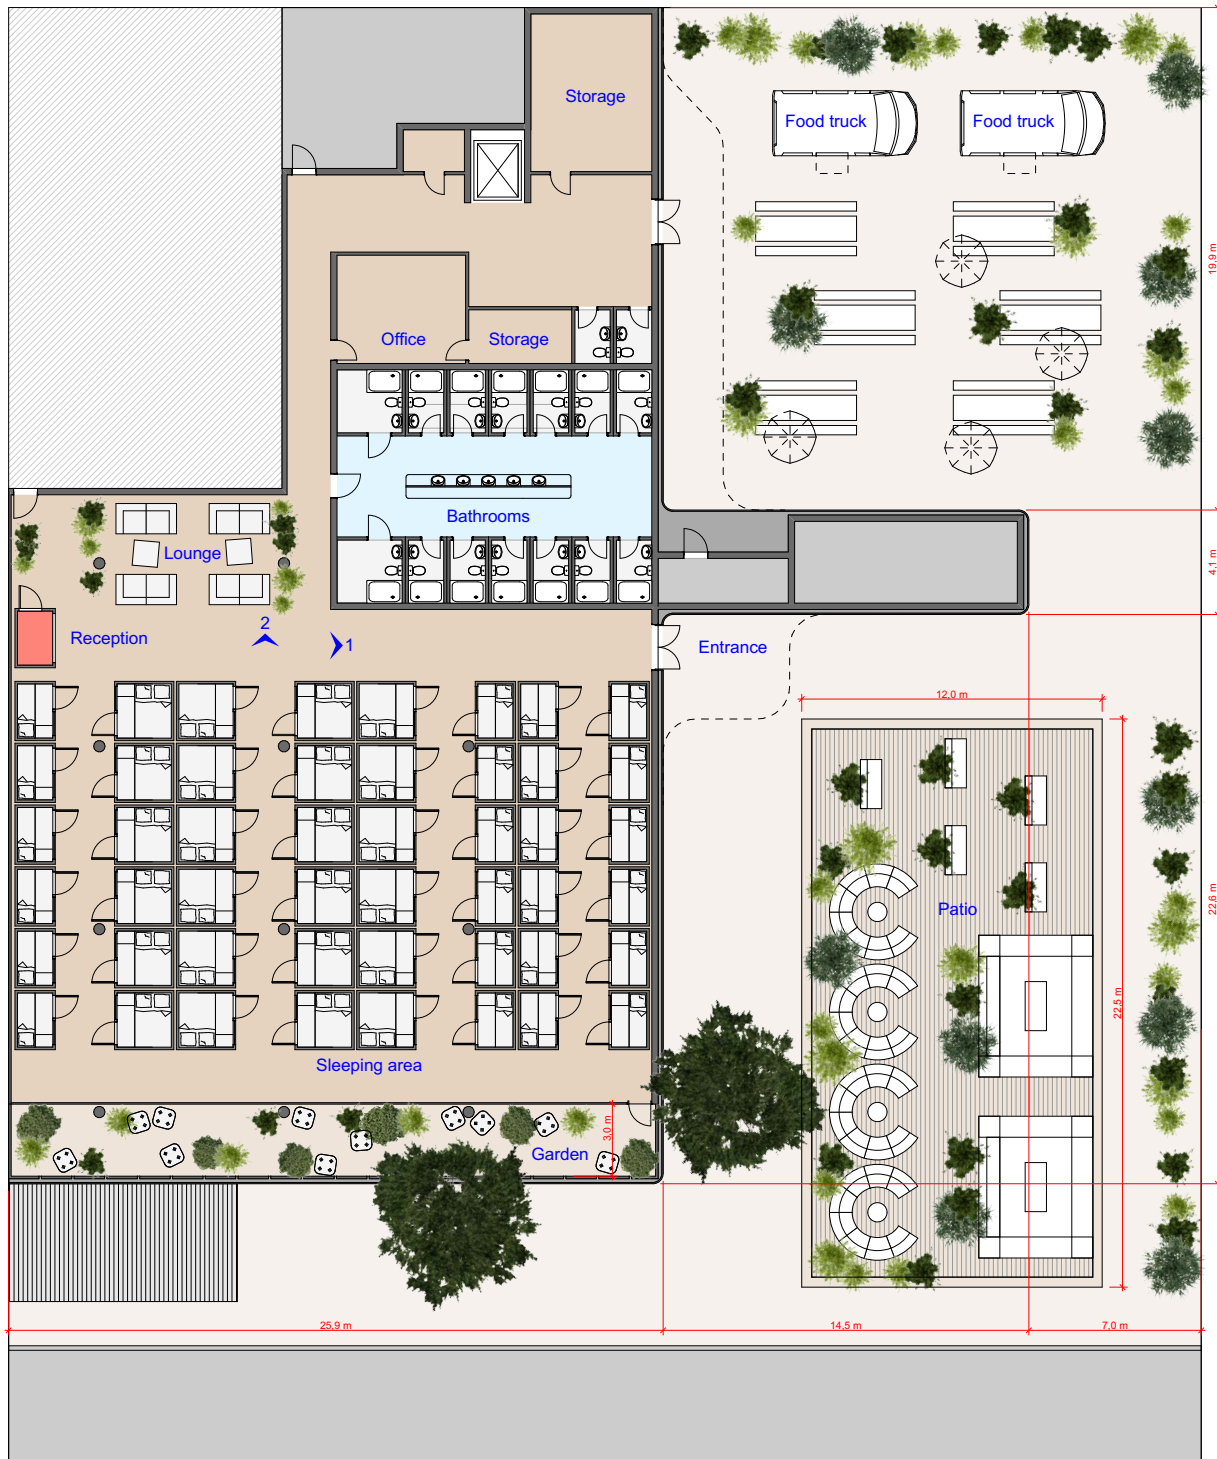 Storage
Food truck
Food truck
19,9 m
Office
Storage
Bathrooms
Lounge
4,1 m
2
Reception
1
Entrance
12,0 m
22,6 m
Patio
22,5 m
Sleeping area
3,0 m
Garden
25,9 m
14,5 m
7,0 m